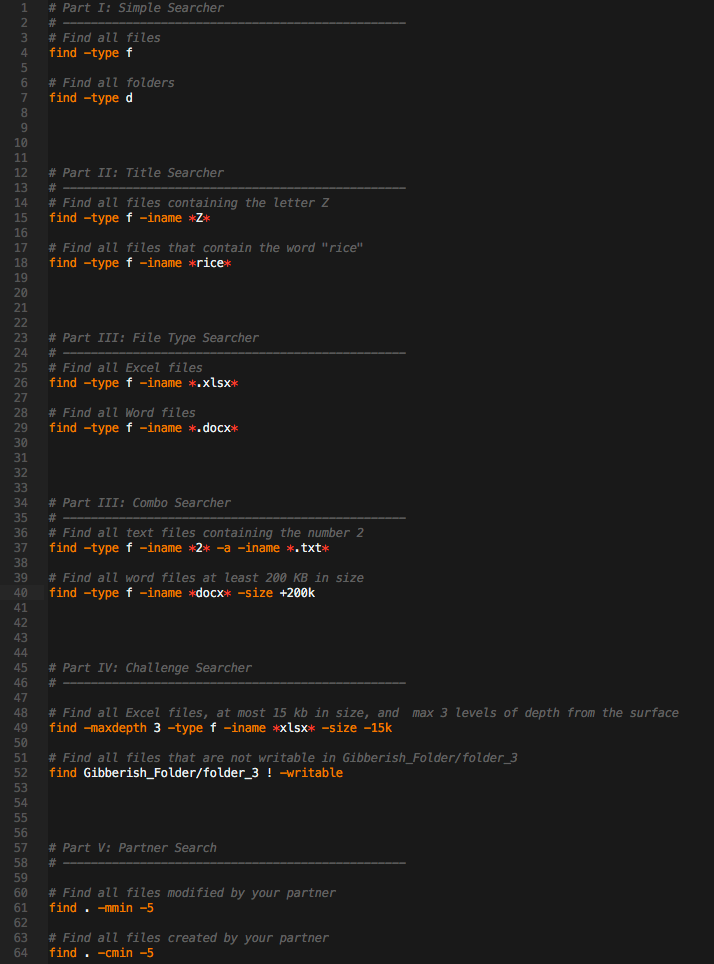 1 # Part I: Simple Searcher
2 # -------------------------------------------------
3 # Find all files
4 find -type f
5
6 # Find all folders
7 find -type d
8
9
10
11
12 # Part II: Title Searcher
13 # -------------------------------------------------
14 # Find all files containing the letter Z
15 find -type f -iname *Z*
16
17 # Find all files that contain the word "rice"
18 find -type f -iname *rice*
19
20
21
22
23 # Part III: File Type Searcher
24 # -------------------------------------------------
25 # Find all Excel files
26 find -type f -iname *.xlsx*
27
28 # Find all Word files
29 find -type f -iname *.docx*
30
31
32
33
34 # Part III: Combo Searcher
35 # -------------------------------------------------
36 # Find all text files containing the number 2
37 find -type f -iname *2* -a -iname *.txt*
38
39 # Find all word files at least 200 KB in size
40 find -type f -iname *docx* -size +200k
41
42
43
44
45 # Part IV: Challenge Searcher
46 # -------------------------------------------------
47
48 # Find all Excel files, at most 15 kb in size, and  max 3 levels of depth from the surface
49 find -maxdepth 3 -type f -iname *xlsx* -size -15k
50
51 # Find all files that are not writable in Gibberish_Folder/folder_3
52 find Gibberish_Folder/folder_3 ! -writable
53
54
55
56
57 # Part V: Partner Search
58 # -------------------------------------------------
59
60 # Find all files modified by your partner
61 find . -mmin -5
62
63 # Find all files created by your partner
64 find . -cmin -5